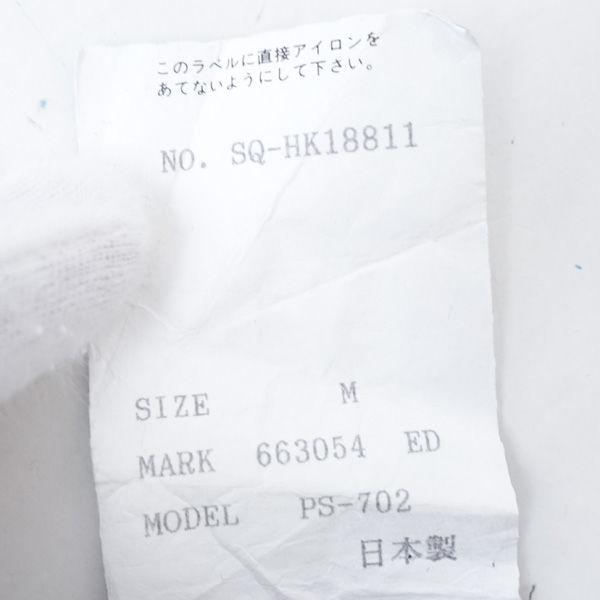 このラベルに直接アイロンを
あてないようにして下さい。
NO. SQ-HK18811
SIZE M
MARK 663054 ED
MODEL PS-702
日本製